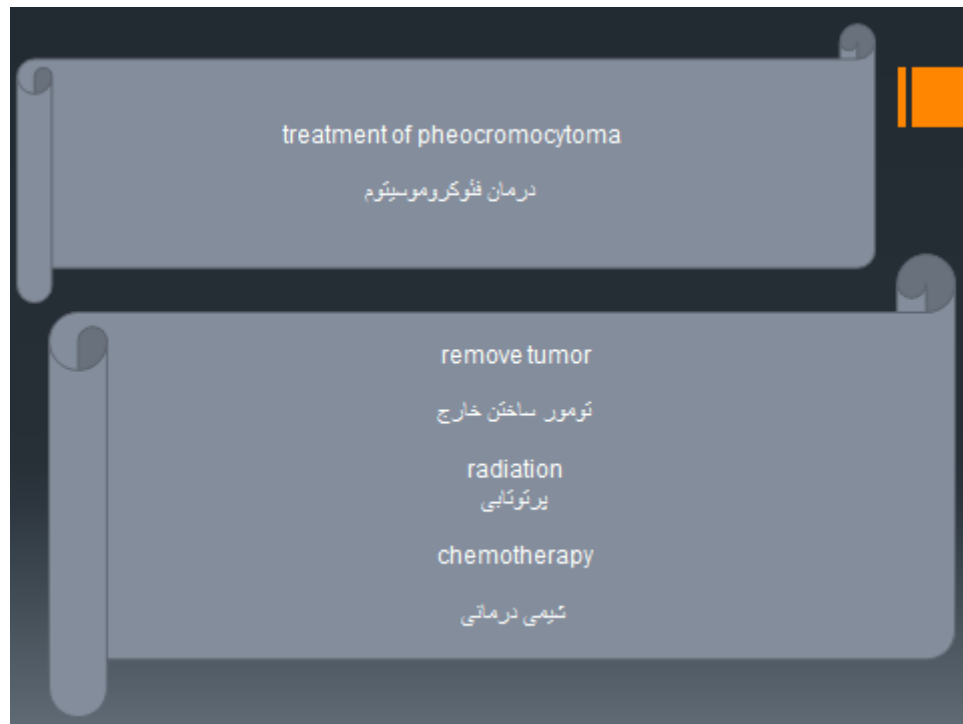 treatment of pheocromocytoma
درمان فئوکروموسیتوم
remove tumor
تومور ساختن خارج
radiation
پرتوتابی
chemotherapy
شیمی درمانی